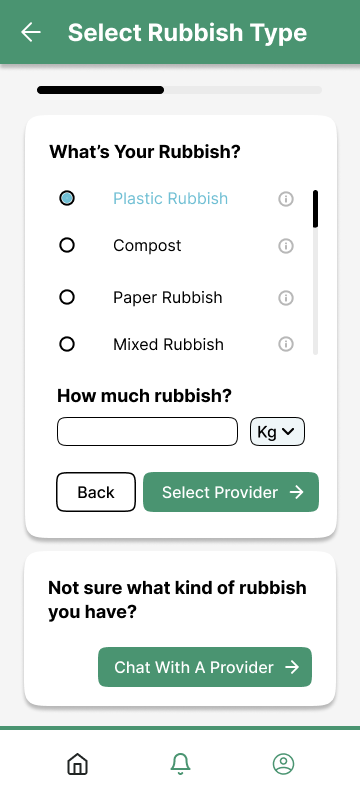 Select Rubbish Type
What's Your Rubbish?
Plastic Rubbish
Compost
Paper Rubbish
Mixed Rubbish
How much rubbish?
Kg
Back
Select Provider
Not sure what kind of rubbish
you have?
Chat With A Provider